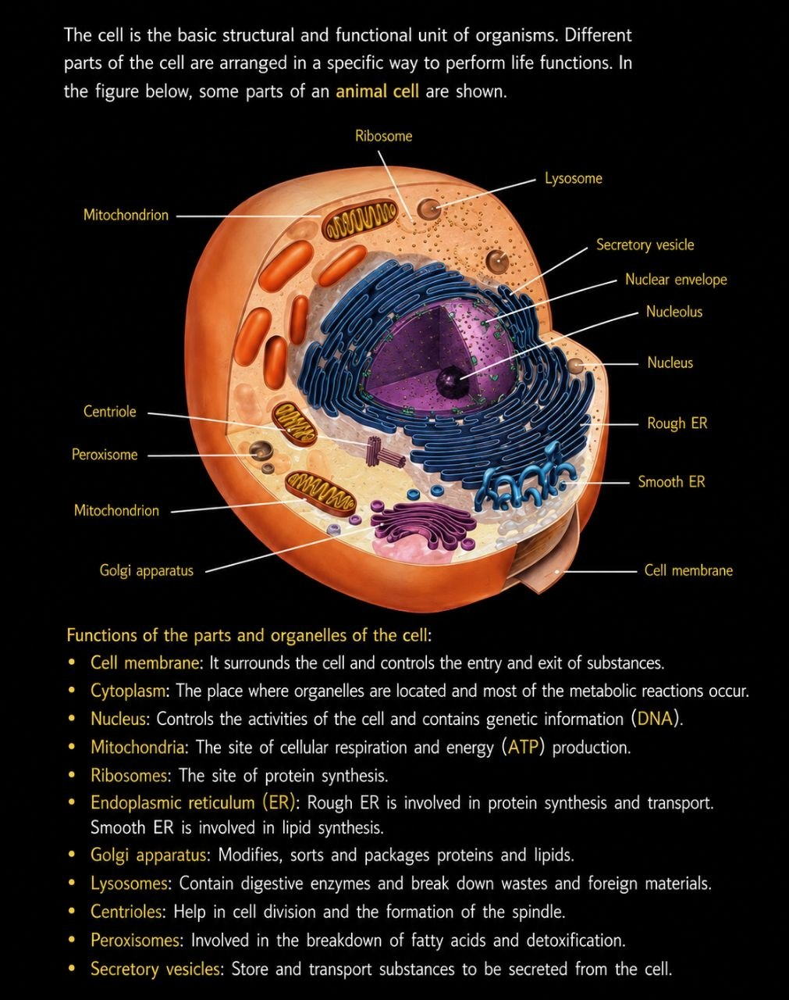 The cell is the basic structural and functional unit of organisms. Different
parts of the cell are arranged in a specific way to perform life functions. In
the figure below, some parts of an animal cell are shown.
Ribosome
Lysosome
Mitochondrion
Secretory vesicle
Nuclear envelope
Nucleolus
Nucleus
Centriole
Rough ER
Peroxisome
Smooth ER
Mitochondrion
Golgi apparatus
Cell membrane
Functions of the parts and organelles of the cell:
• Cell membrane: It surrounds the cell and controls the entry and exit of substances.
• Cytoplasm: The place where organelles are located and most of the metabolic reactions occur.
• Nucleus: Controls the activities of the cell and contains genetic information (DNA).
• Mitochondria: The site of cellular respiration and energy (ATP) production.
• Ribosomes: The site of protein synthesis.
• Endoplasmic reticulum (ER): Rough ER is involved in protein synthesis and transport.
Smooth ER is involved in lipid synthesis.
• Golgi apparatus: Modifies, sorts and packages proteins and lipids.
• Lysosomes: Contain digestive enzymes and break down wastes and foreign materials.
• Centrioles: Help in cell division and the formation of the spindle.
• Peroxisomes: Involved in the breakdown of fatty acids and detoxification.
• Secretory vesicles: Store and transport substances to be secreted from the cell.